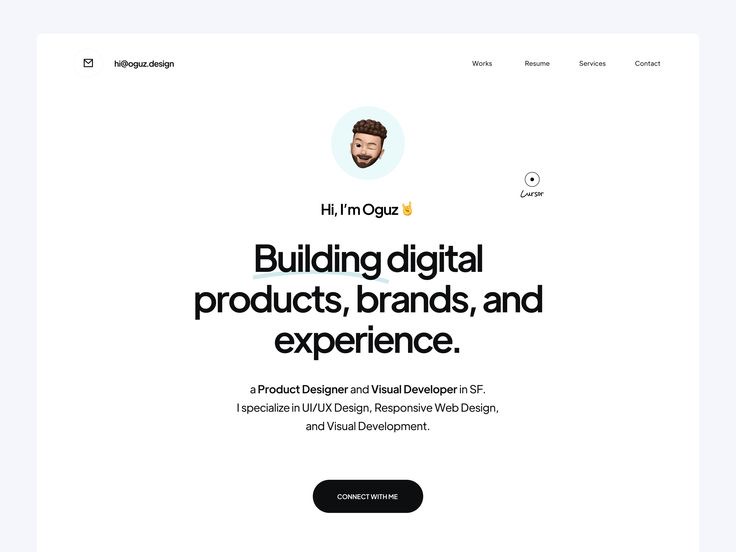 hi@oguz.design
Works
Resume
Services
Contact
Cursor
Hi, I'm Oguz 🤘
Building digital
products, brands, and
experience.
a Product Designer and Visual Developer in SF.
I specialize in UI/UX Design, Responsive Web Design,
and Visual Development.
CONNECT WITH ME